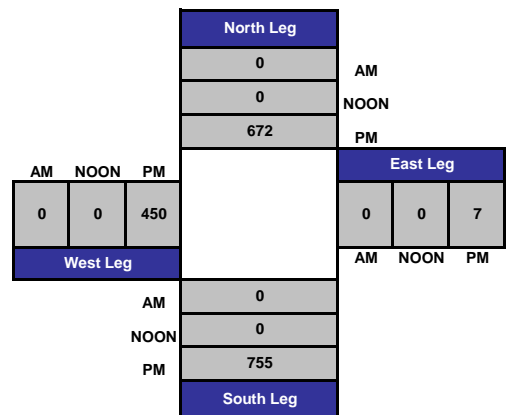 North Leg
0
AM
0
NOON
672
PM
AM NOON PM
East Leg
0 0 450
0 0 7
West Leg
AM NOON PM
AM
0
NOON
0
PM
755
South Leg